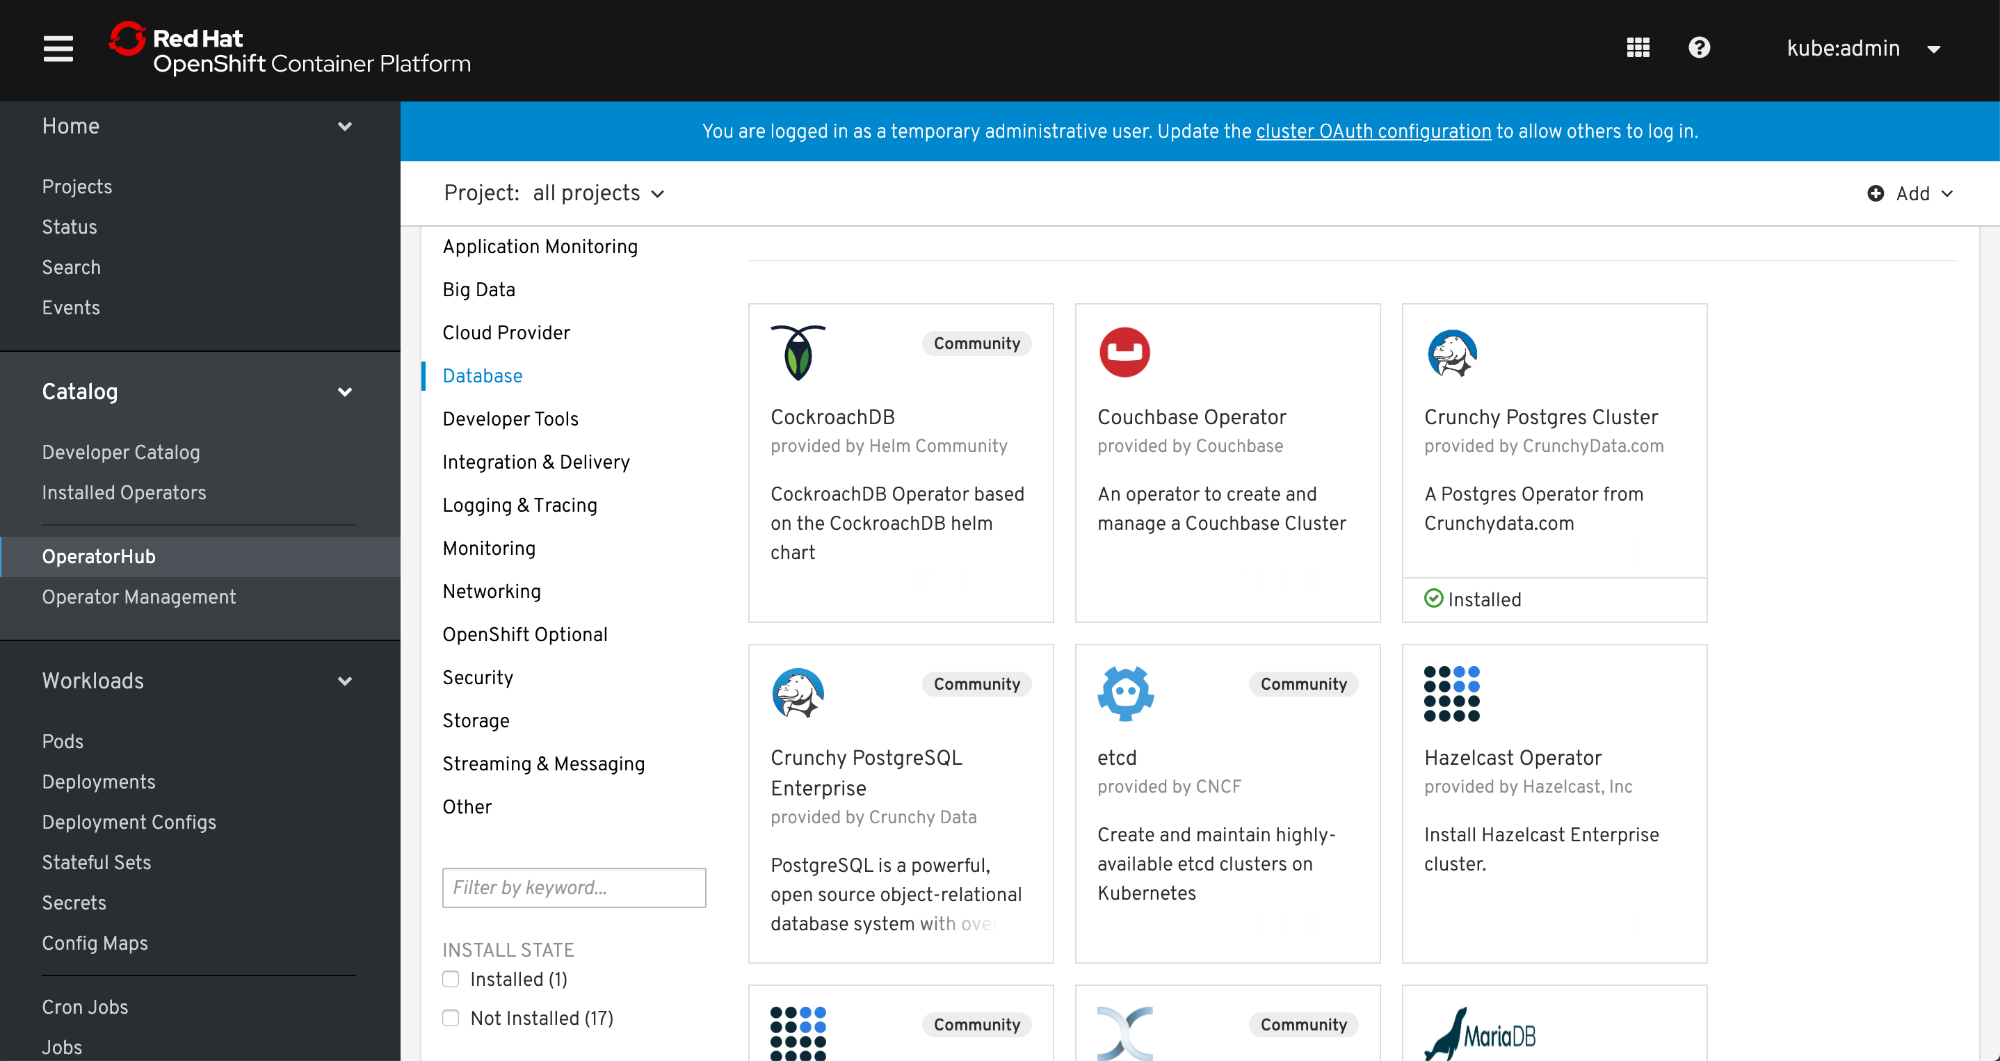 Red Hat
OpenShift Container Platform
kube:admin
Home
Projects
Status
Search
Events
Catalog
Developer Catalog
Installed Operators
OperatorHub
Operator Management
Workloads
Pods
Deployments
Deployment Configs
Stateful Sets
Secrets
Config Maps
Cron Jobs
Jobs
You are logged in as a temporary administrative user. Update the cluster OAuth configuration to allow others to log in.
Project: all projects
Add
Application Monitoring
Big Data
Cloud Provider
Database
Developer Tools
Integration & Delivery
Logging & Tracing
Monitoring
Networking
OpenShift Optional
Security
Storage
Streaming & Messaging
Other
Filter by keyword...
INSTALL STATE
Installed (1)
Not Installed (17)
Community
CockroachDB
provided by Helm Community
CockroachDB Operator based
on the CockroachDB helm
chart
Couchbase Operator
provided by Couchbase
An operator to create and
manage a Couchbase Cluster
Crunchy Postgres Cluster
provided by CrunchyData.com
A Postgres Operator from
Crunchydata.com
Installed
Community
Crunchy PostgreSQL
Enterprise
provided by Crunchy Data
PostgreSQL is a powerful,
open source object-relational
database system with over
Community
etcd
provided by CNCF
Create and maintain highly-
available etcd clusters on
Kubernetes
Hazelcast Operator
provided by Hazelcast, Inc
Install Hazelcast Enterprise
cluster.
Community
Community
MariaDB